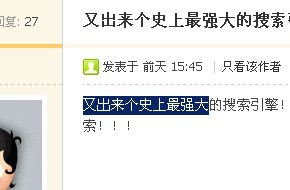 回复: 27
又出来个史上最强大的搜索
发表于 前天 15:45 只看该作者
又出来个史上最强大的搜索引擎!
索!!!